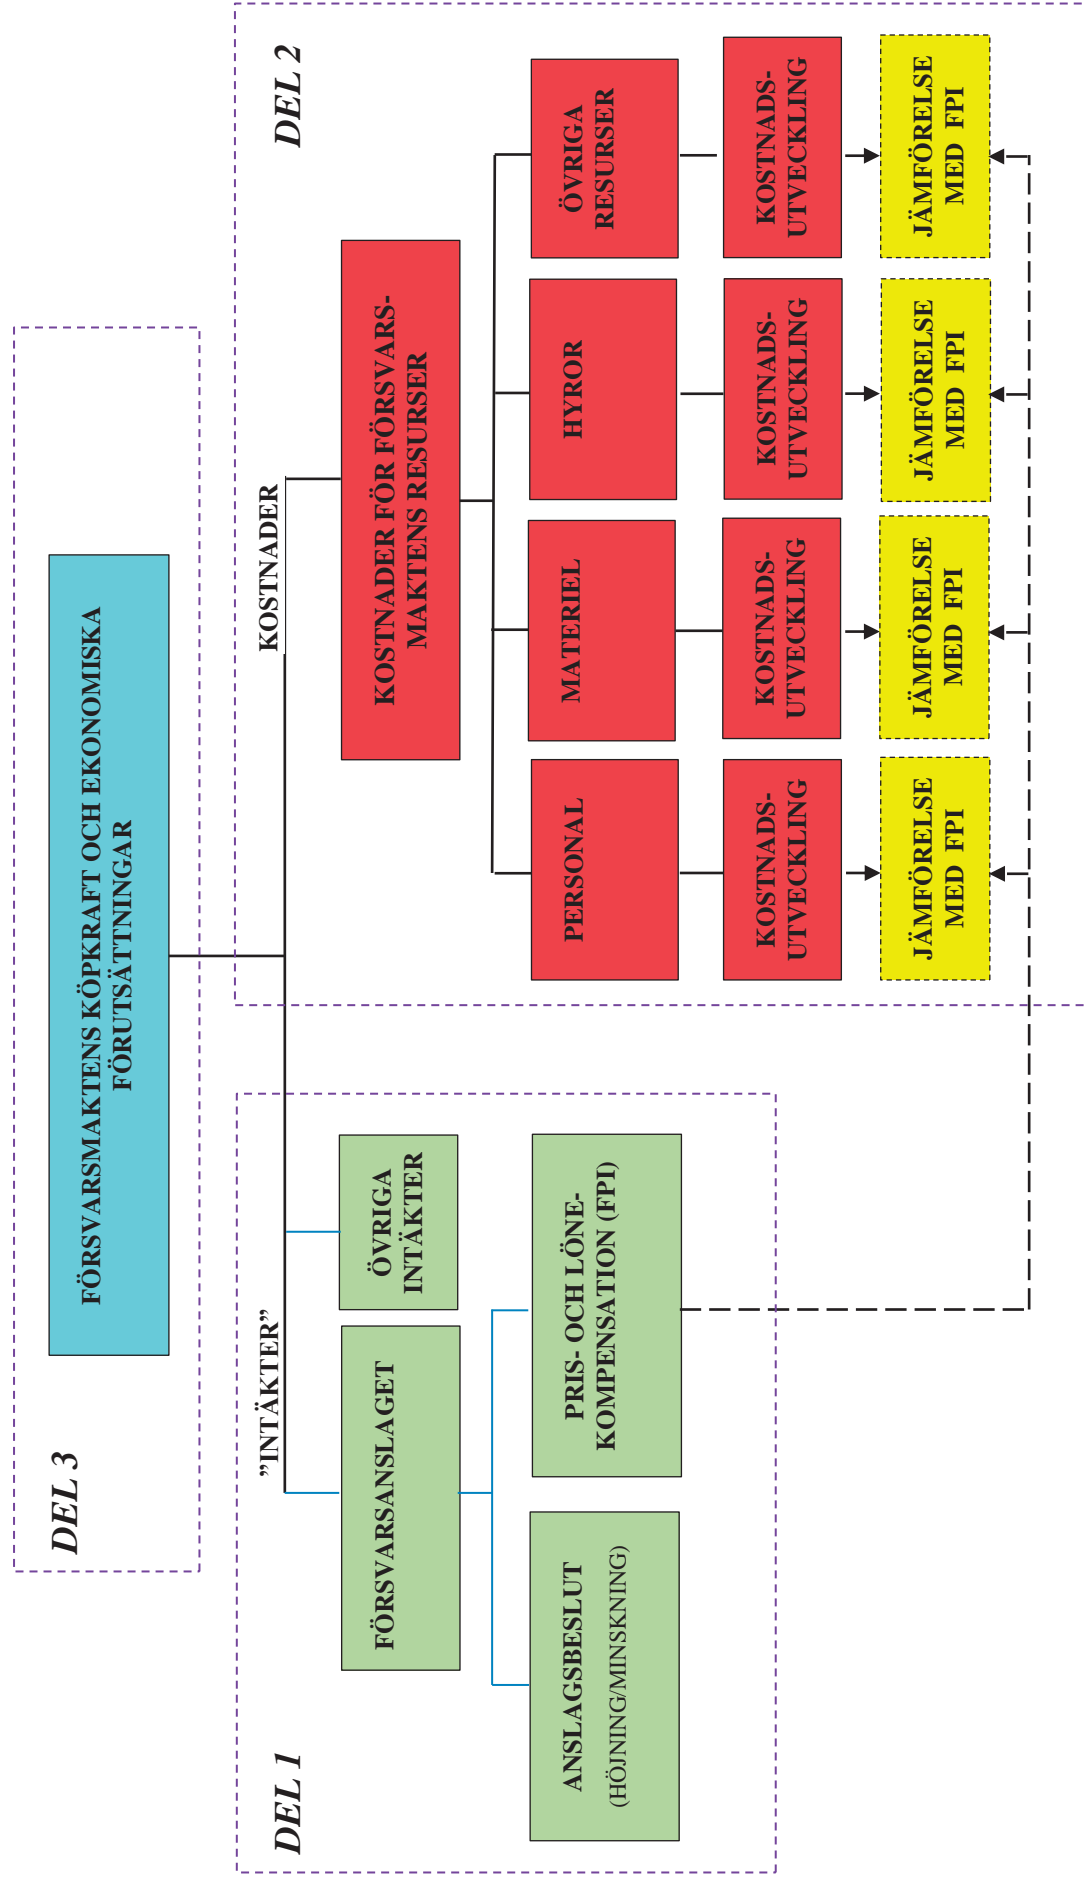 DEL 3
FÖRSVARSMAKTENS KÖPKRAFT OCH EKONOMISKA
FÖRUTSÄTTNINGAR
”INTÄKTER”
KOSTNADER
DEL 1
FÖRSVARSANSLAGET
ÖVRIGA
INTÄKTER
ANSLAGSBESLUT
(HÖJNING/MINSKNING)
PRIS- OCH LÖNE-
KOMPENSATION (FPI)
DEL 2
KOSTNADER FÖR FÖRSVARS-
MAKTENS RESURSER
PERSONAL
MATERIEL
HYROR
ÖVRIGA
RESURSER
KOSTNADS-
UTVECKLING
KOSTNADS-
UTVECKLING
KOSTNADS-
UTVECKLING
KOSTNADS-
UTVECKLING
JÄMFÖRELSE
MED FPI
JÄMFÖRELSE
MED FPI
JÄMFÖRELSE
MED FPI
JÄMFÖRELSE
MED FPI